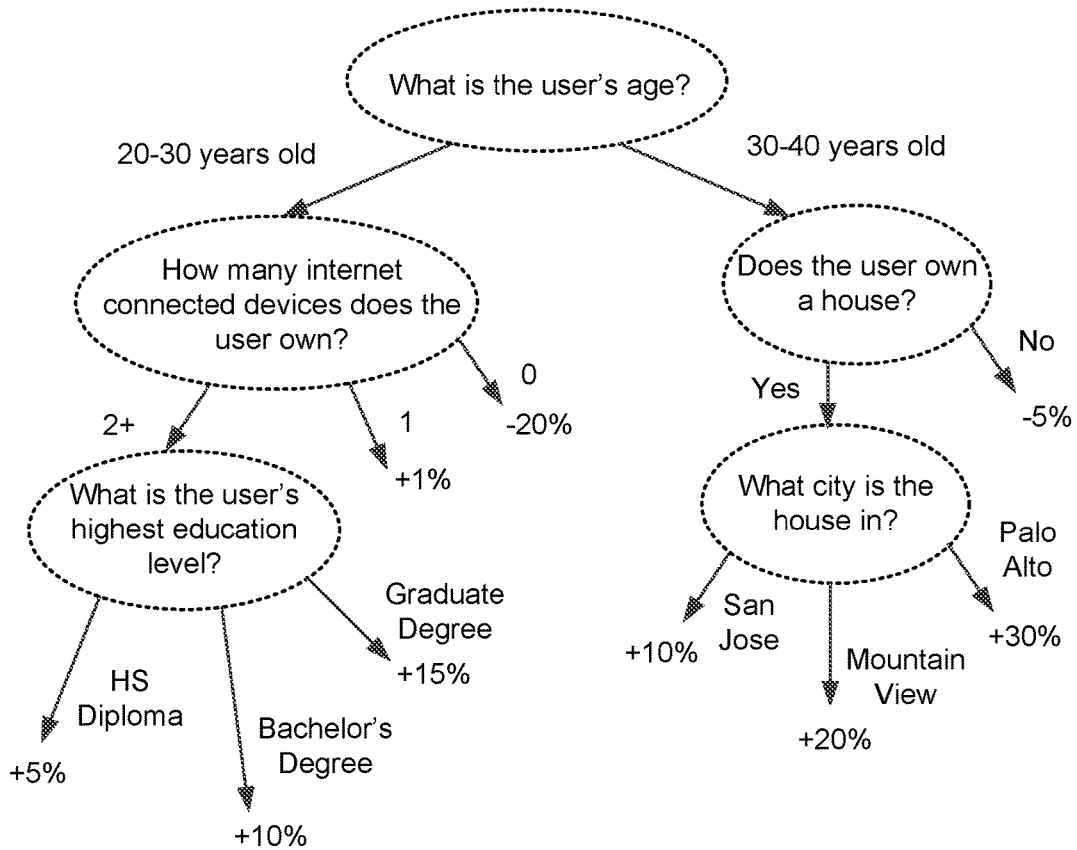 What is the user's age?
20-30 years old
30-40 years old
How many internet
connected devices does the
user own?
Does the user own
a house?
2+
1
+1%
0
-20%
Yes
No
-5%
What is the user's
highest education
level?
What city is the
house in?
HS
Diploma
+5%
Bachelor's
Degree
+10%
Graduate
Degree
+15%
San
Jose
+10%
Mountain
View
+20%
Palo
Alto
+30%